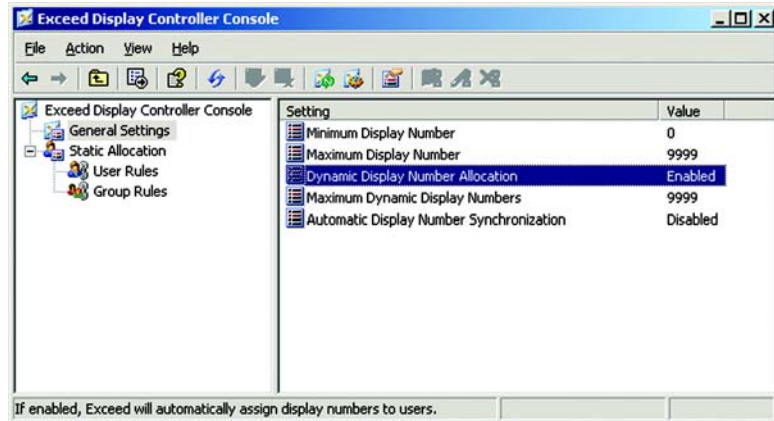 Exceed Display Controller Console
File Action View Help
Exceed Display Controller Console
General Settings
Static Allocation
User Rules
Group Rules
Setting Value
Minimum Display Number 0
Maximum Display Number 9999
Dynamic Display Number Allocation Enabled
Maximum Dynamic Display Numbers 9999
Automatic Display Number Synchronization Disabled
If enabled, Exceed will automatically assign display numbers to users.